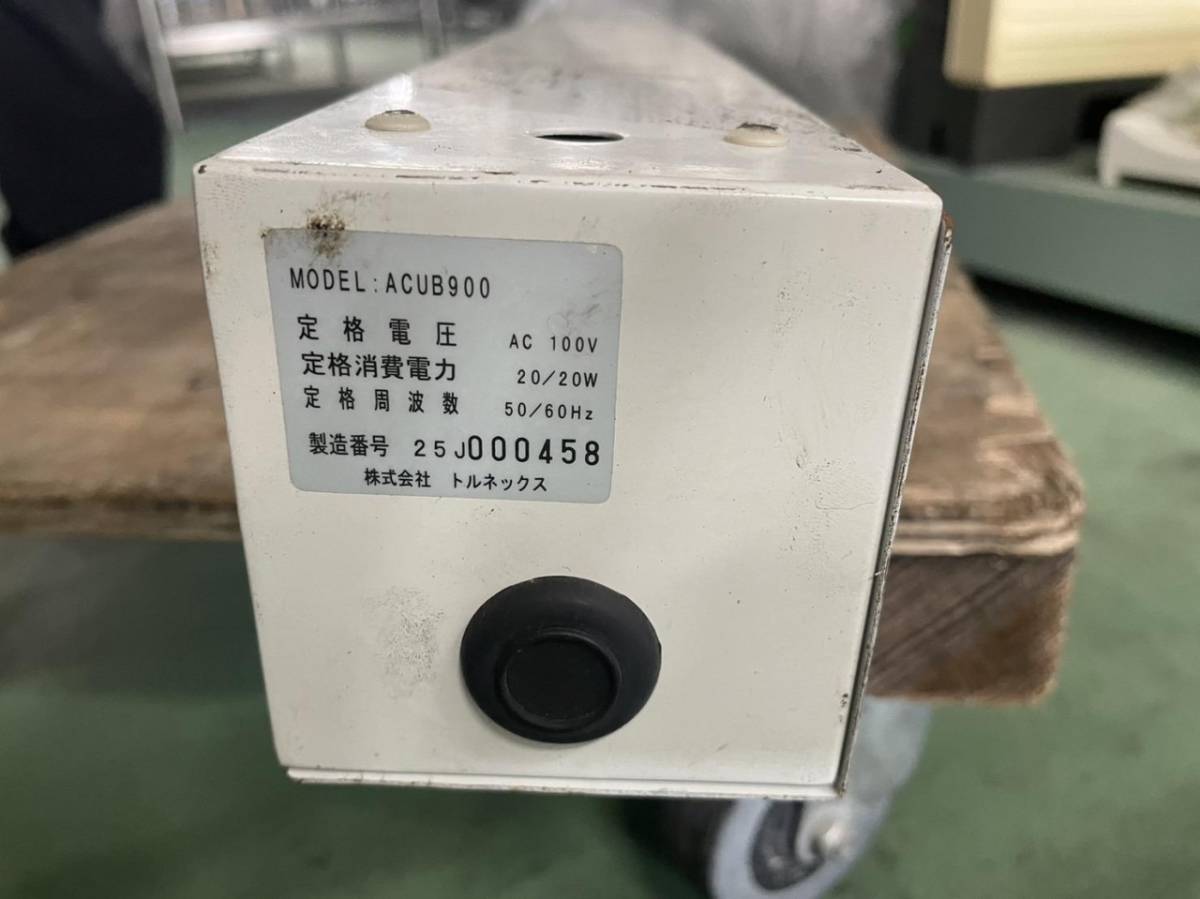 MODEL:ACUB900
定格電圧 AC 100V
定格消費電力 20/20W
定格周波数 50/60Hz
製造番号 25J000458
株式会社 トルネックス